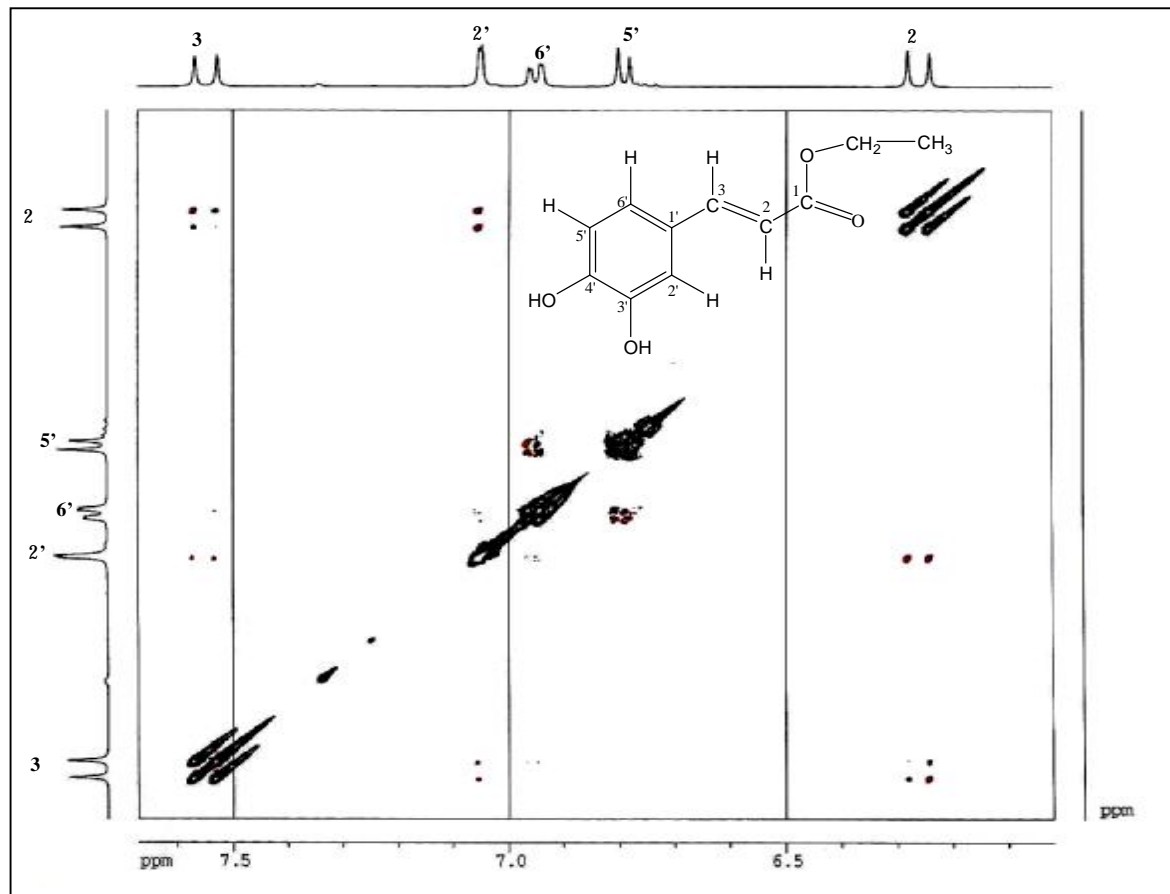 3 2’ 6’ 5’ 2
H H O CH2 CH3
6' 3 1
H 5' 1' 2 C O
C
4' 2' H
HO 3' H
OH
2
5’
6’
2’
3
ppm
ppm 7.5 7.0 6.5